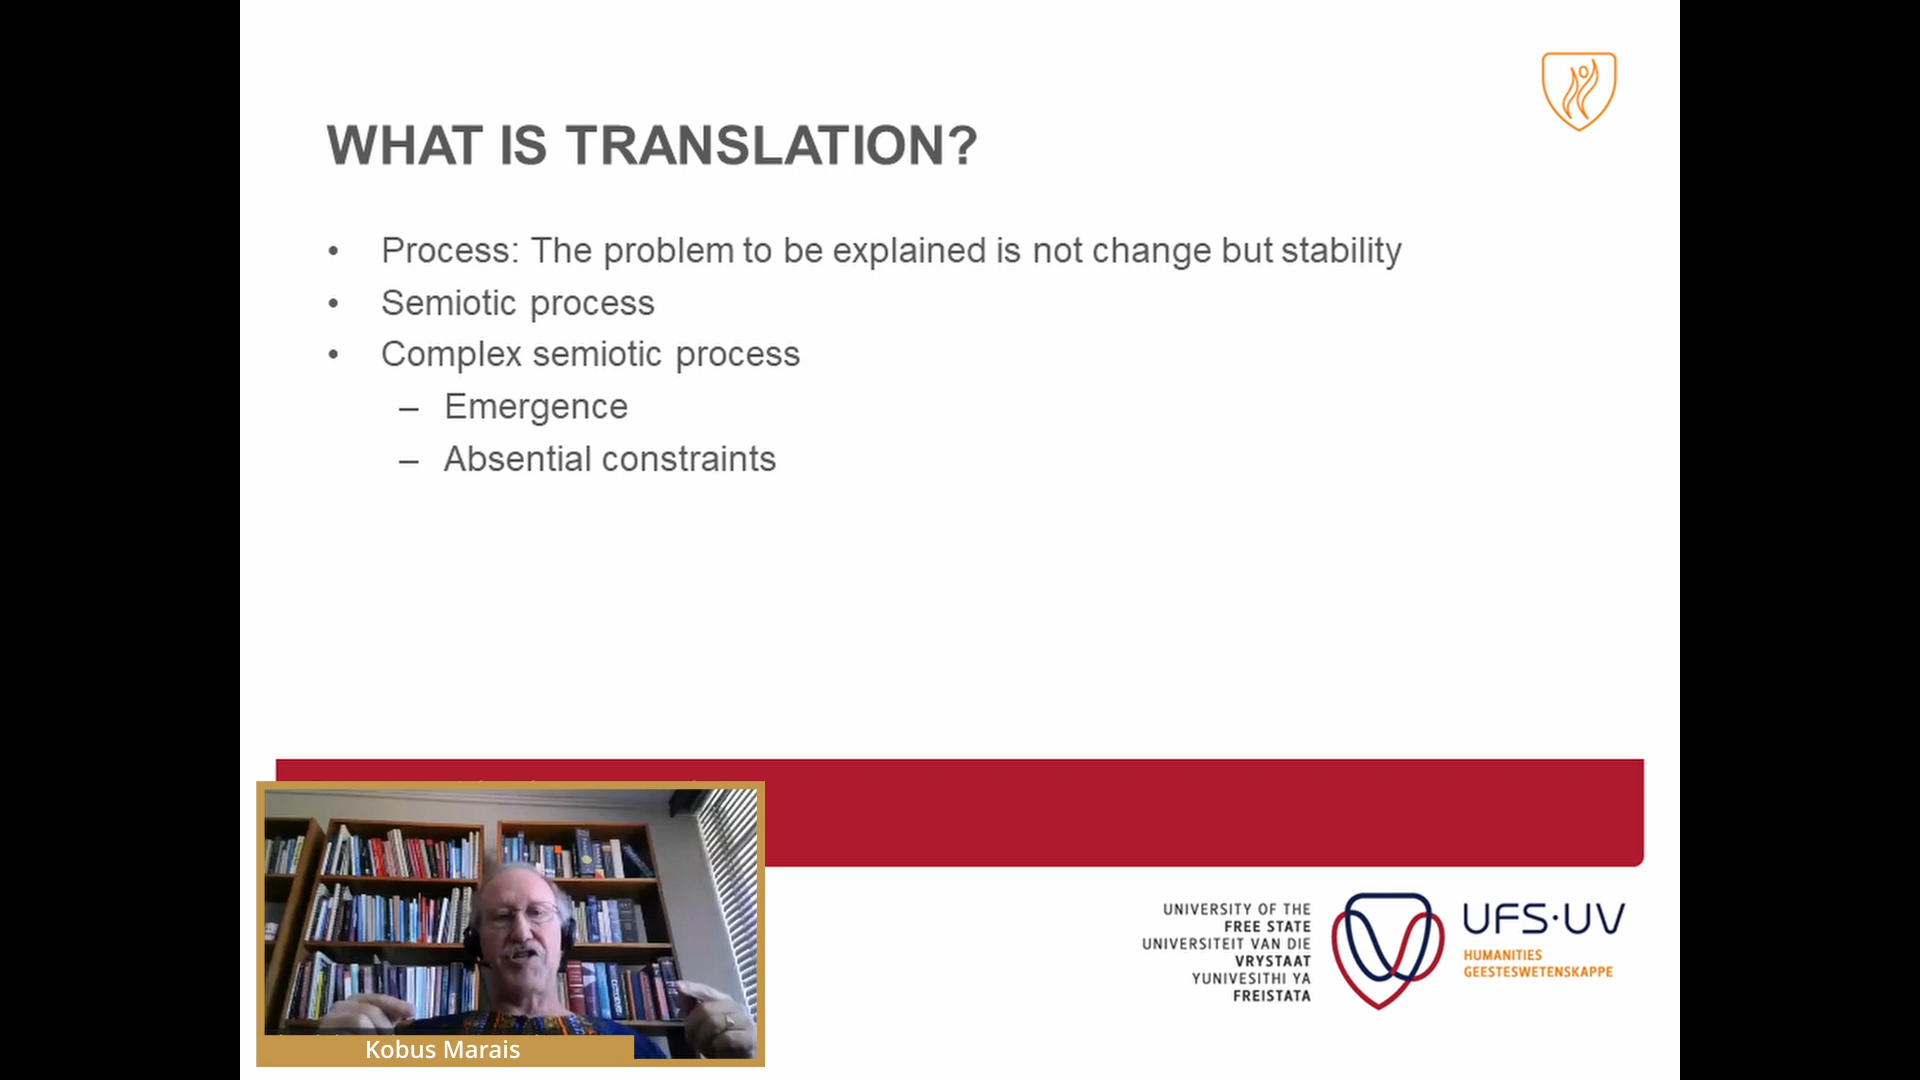 WHAT IS TRANSLATION?
• Process: The problem to be explained is not change but stability
• Semiotic process
• Complex semiotic process
– Emergence
– Absential constraints
Kobus Marais
UNIVERSITY OF THE
FREE STATE
UNIVERSITEIT VAN DIE
VRYSTAAT
YUNIVESITHI YA
FREISTATA
UFS·UV
HUMANITIES
GEESTESWETENSKAPPE